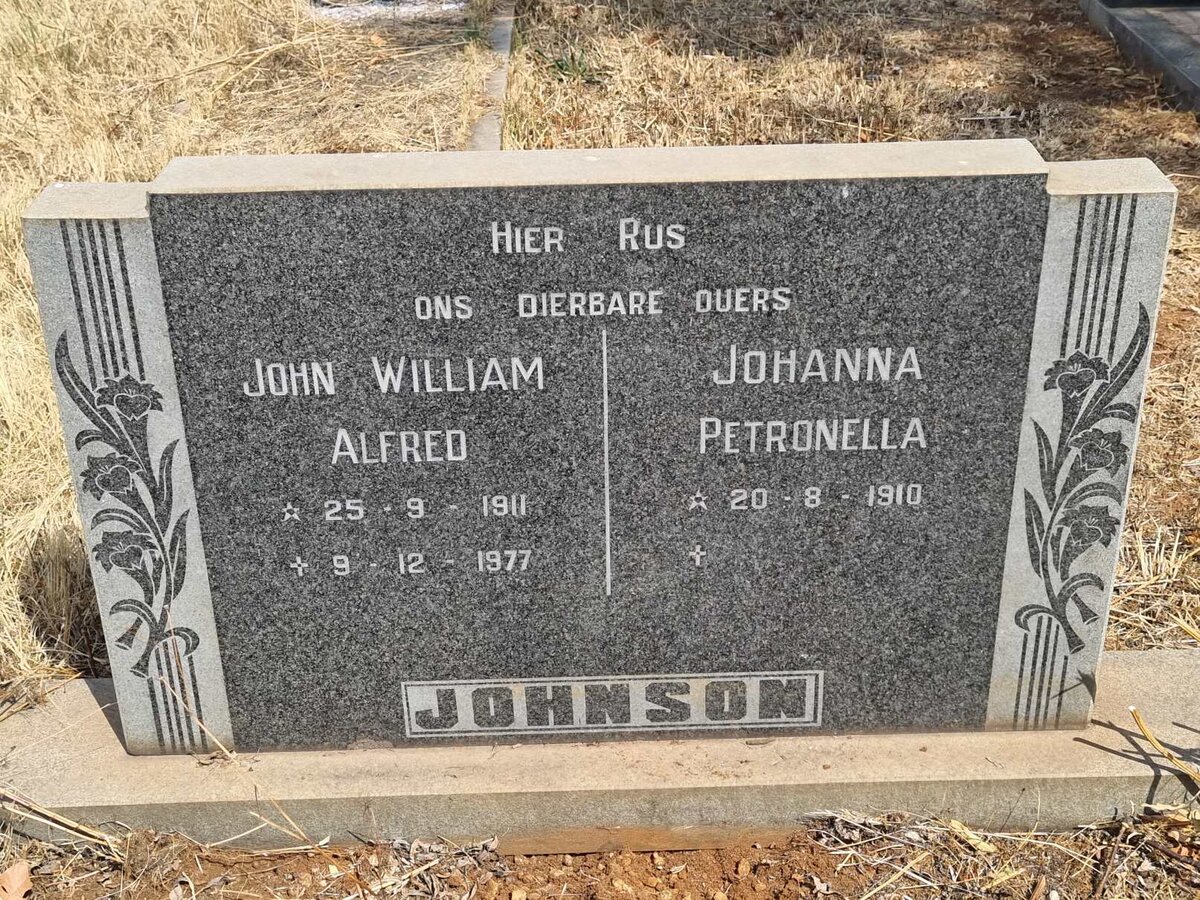 HIER RUS
ONS DIERBARE OUERS
JOHN WILLIAM
ALFRED
☆ 25 - 9 - 1911
✝ 9 - 12 - 1977
JOHANNA
PETRONELLA
☆ 20 - 8 - 1910
✝
JOHNSON